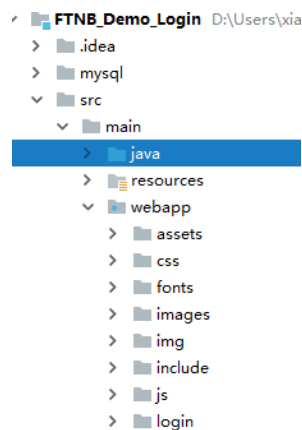 FTNB_Demo_Login D:\Users\xia
.idea
mysql
src
main
java
resources
webapp
assets
css
fonts
images
img
include
js
login